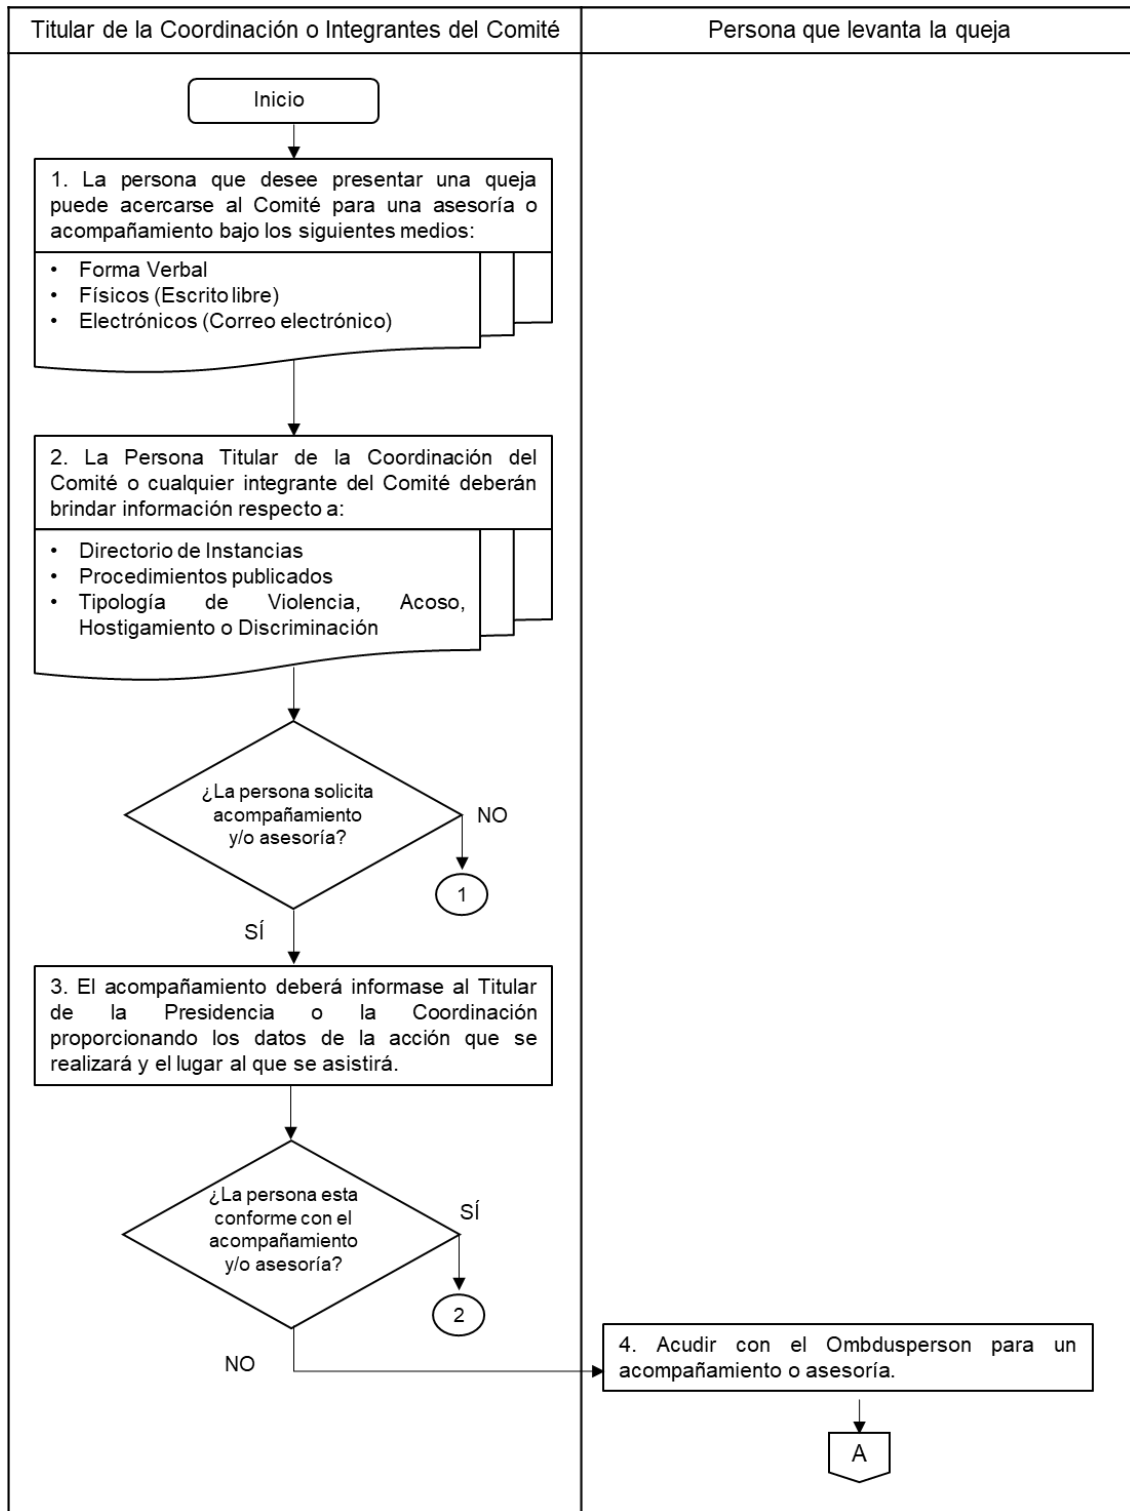 Titular de la Coordinación o Integrantes del Comité
Persona que levanta la queja
Inicio
1. La persona que desee presentar una queja
puede acercarse al Comité para una asesoría o
acompañamiento bajo los siguientes medios:
• Forma Verbal
• Físicos (Escrito libre)
• Electrónicos (Correo electrónico)
2. La Persona Titular de la Coordinación del
Comité o cualquier integrante del Comité deberán
brindar información respecto a:
• Directorio de Instancias
• Procedimientos publicados
• Tipología de Violencia, Acoso,
Hostigamiento o Discriminación
¿La persona solicita
acompañamiento
y/o asesoría?
NO
1
SÍ
3. El acompañamiento deberá informase al Titular
de la Presidencia o la Coordinación
proporcionando los datos de la acción que se
realizará y el lugar al que se asistirá.
¿La persona esta
conforme con el
acompañamiento
y/o asesoría?
SÍ
2
NO
4. Acudir con el Ombdusperson para un
acompañamiento o asesoría.
A